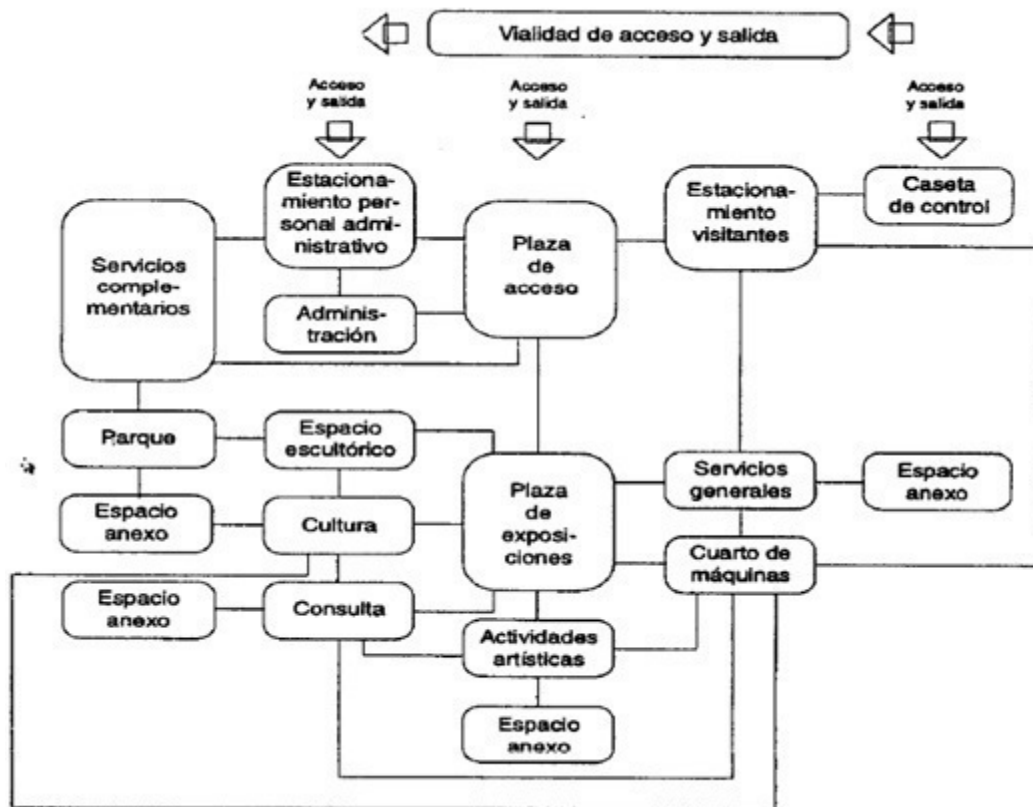 Vialidad de acceso y salida
Acceso
y salida
Acceso
y salida
Acceso
y salida
Estaciona-
miento per-
sonal admi-
nistrativo
Servicios
comple-
mentarios
Plaza
de
acceso
Estaciona-
miento
visitantes
Caseta
de control
Adminis-
tración
Parque
Espacio
escultórico
Plaza
de
exposi-
ciones
Servicios
generales
Espacio
anexo
Espacio
anexo
Cultura
Cuarto de
máquinas
Espacio
anexo
Consulta
Actividades
artísticas
Espacio
anexo